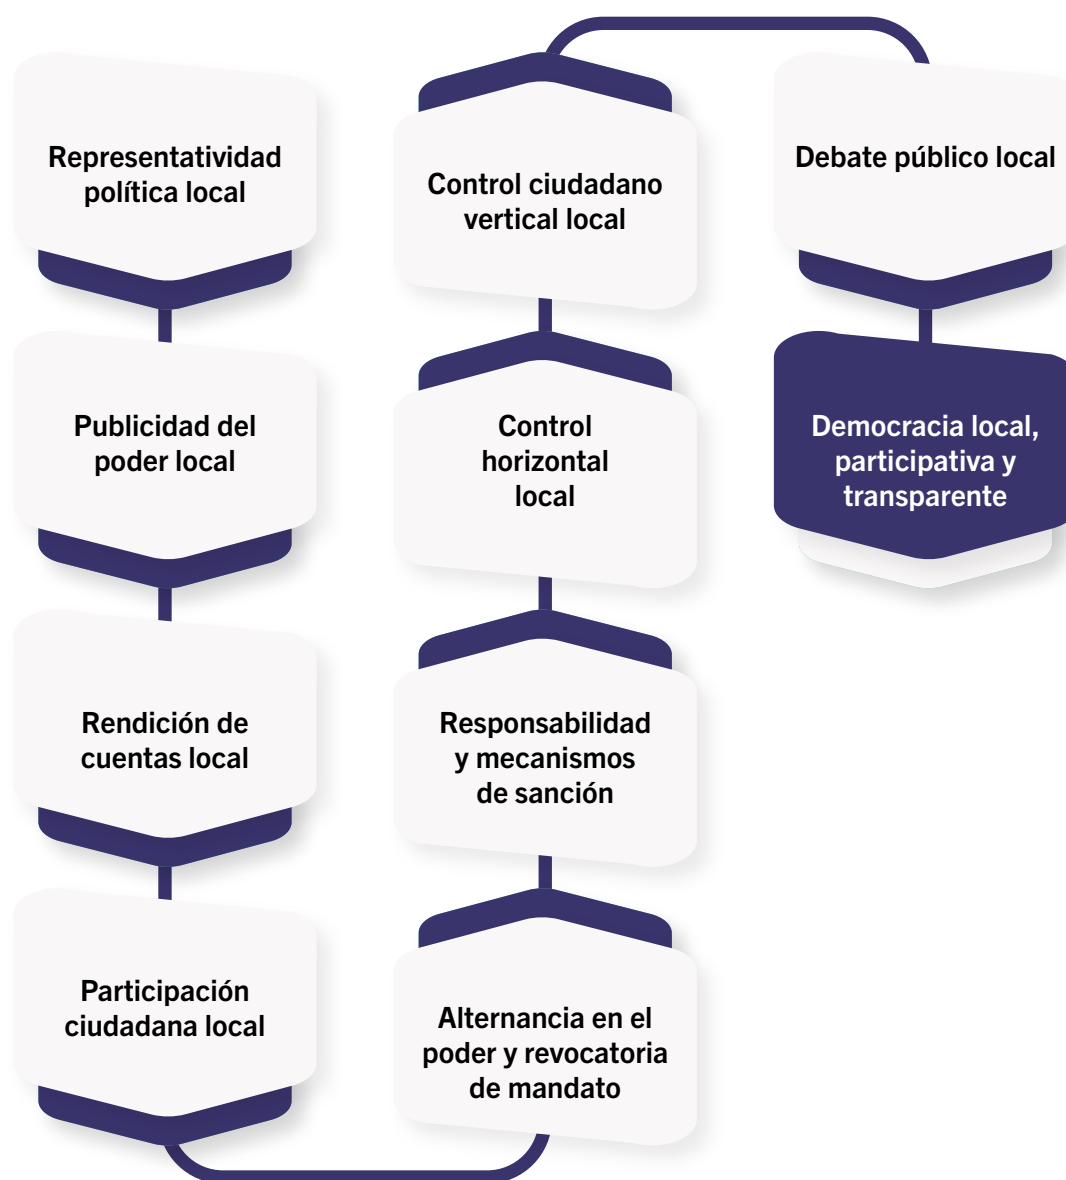 Representatividad
política local
Publicidad del
poder local
Rendición de
cuentas local
Participación
ciudadana local
Alternancia en el
poder y revocatoria
de mandato
Responsabilidad
y mecanismos
de sanción
Control
horizontal
local
Control ciudadano
vertical local
Debate público local
Democracia local,
participativa y
transparente